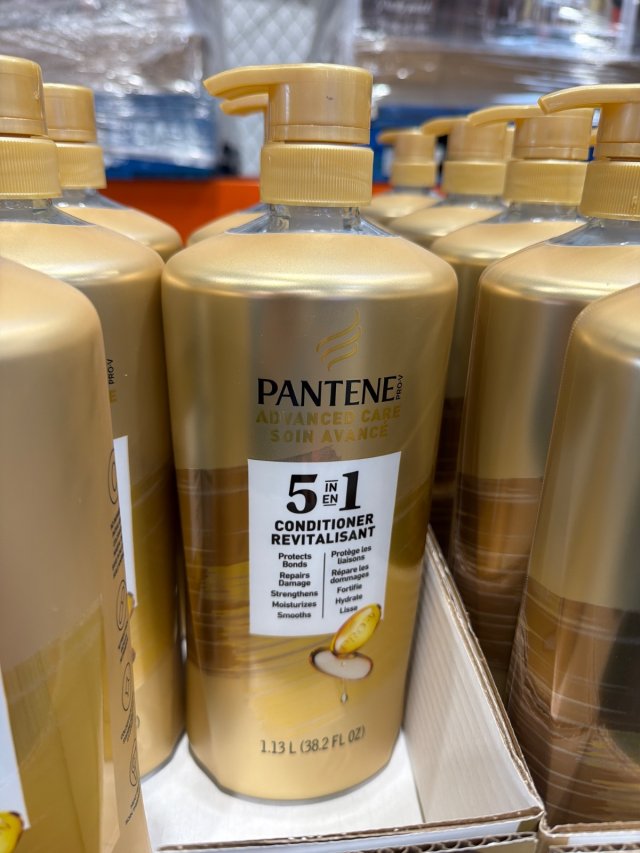 PANTENE PRO-V
ADVANCED CARE
SOIN AVANCÉ
5 IN EN 1
CONDITIONER
REVITALISANT
Protects Bonds
Repairs Damage
Strengthens
Moisturizes
Smooths
Protège les liaisons
Répare les dommages
Fortifie
Hydrate
Lisse
1.13 L (38.2 FL OZ)
PRO-V